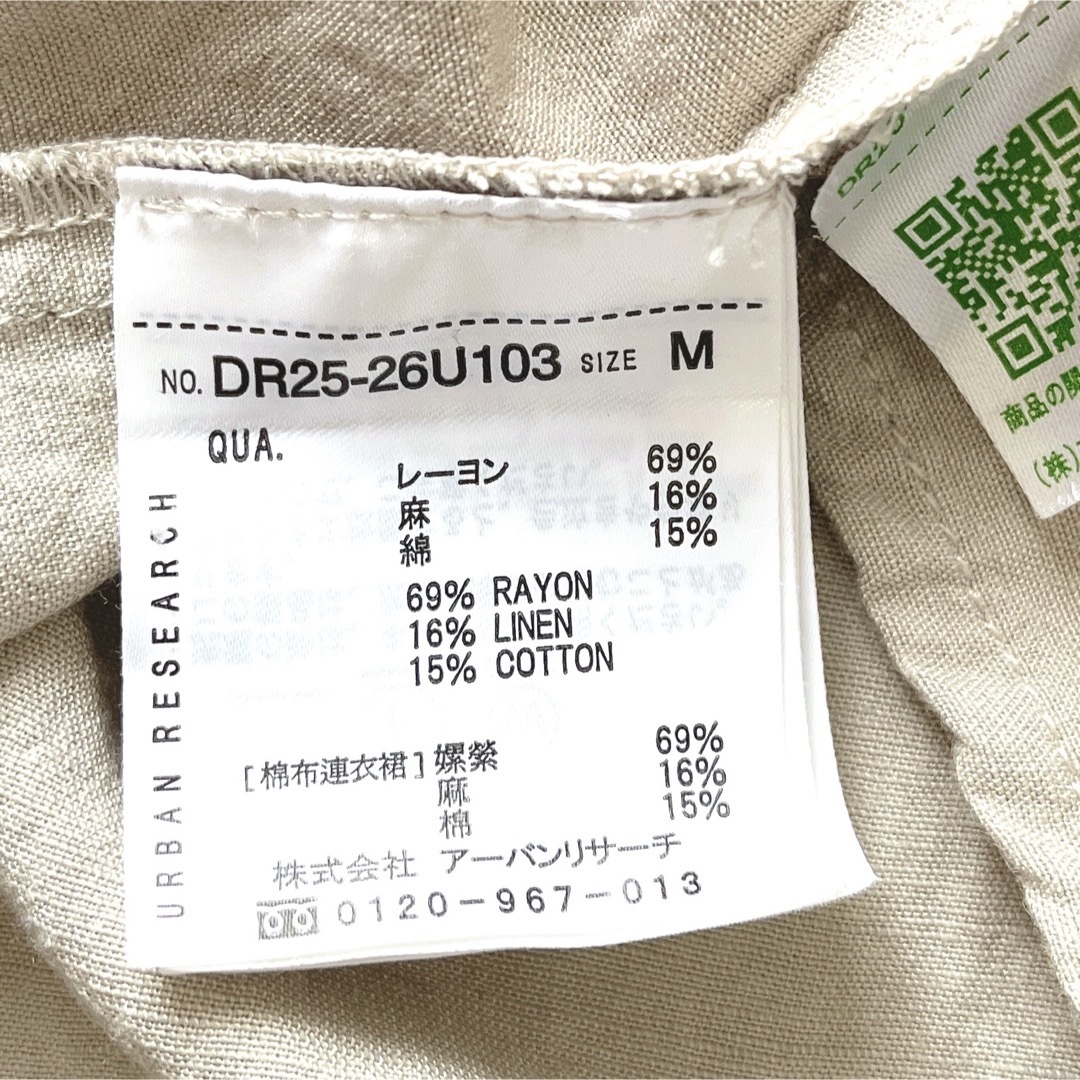 NO. DR25-26U103 SIZE M
QUA.
レーヨン 69%
麻 16%
綿 15%
69% RAYON
16% LINEN
15% COTTON
[棉布連衣裙] 嫘縈 69%
麻 16%
棉 15%
株式会社 アーバンリサーチ
0120-967-013
URBAN RESEARCH
商品の関
(株)